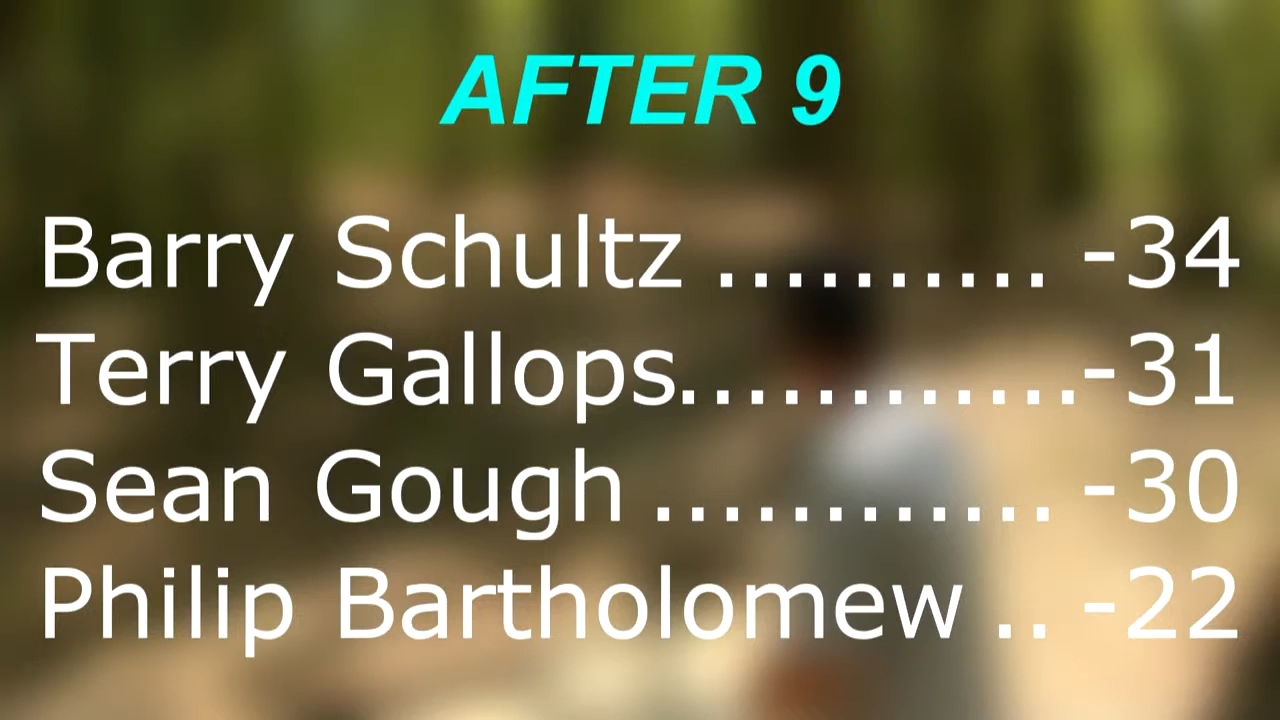 AFTER 9
Barry Schultz .......... -34
Terry Gallops............-31
Sean Gough ............ -30
Philip Bartholomew .. -22